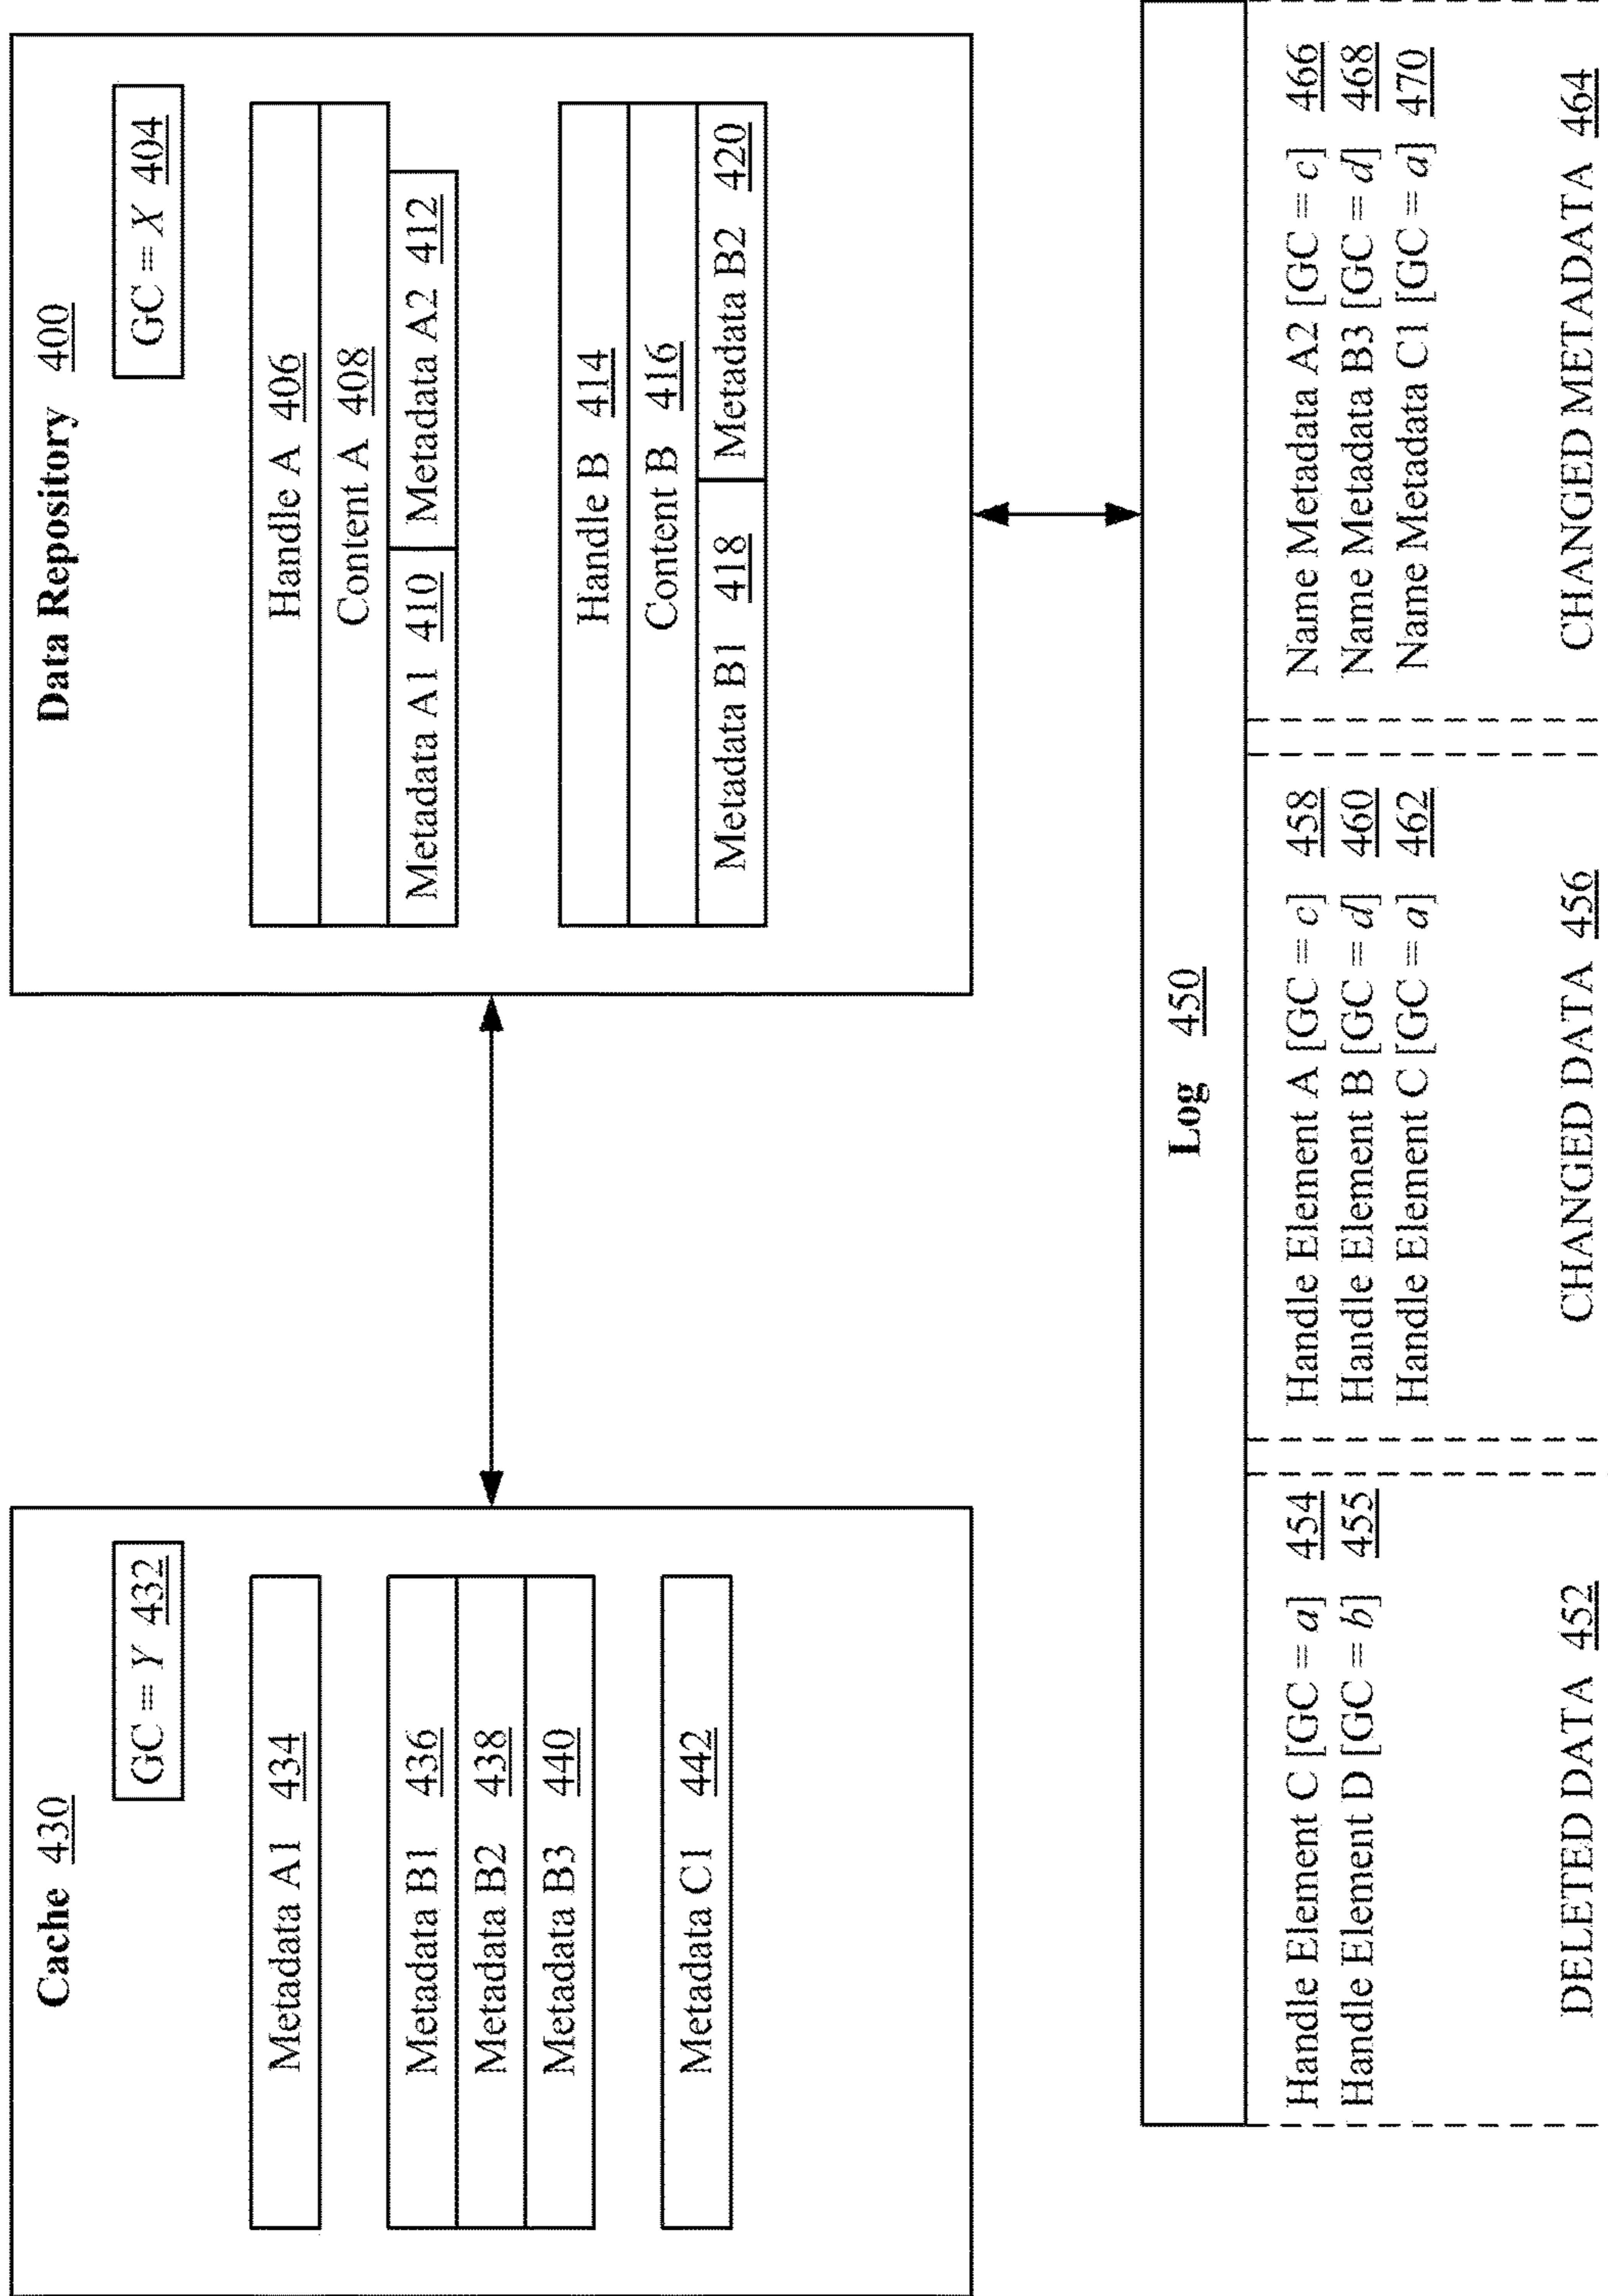 Cache 430
GC = Y 432
Metadata A1 434
Metadata B1 436
Metadata B2 438
Metadata B3 440
Metadata C1 442
Data Repository 400
GC = X 404
Handle A 406
Content A 408
Metadata A1 410 Metadata A2 412
Handle B 414
Content B 416
Metadata B1 418 Metadata B2 420
Log 450
Handle Element C [GC = a] 454
Handle Element D [GC = b] 455
DELETED DATA 452
Handle Element A [GC = c] 458
Handle Element B [GC = d] 460
Handle Element C [GC = a] 462
CHANGED DATA 456
Name Metadata A2 [GC = c] 466
Name Metadata B3 [GC = d] 468
Name Metadata C1 [GC = a] 470
CHANGED METADATA 464